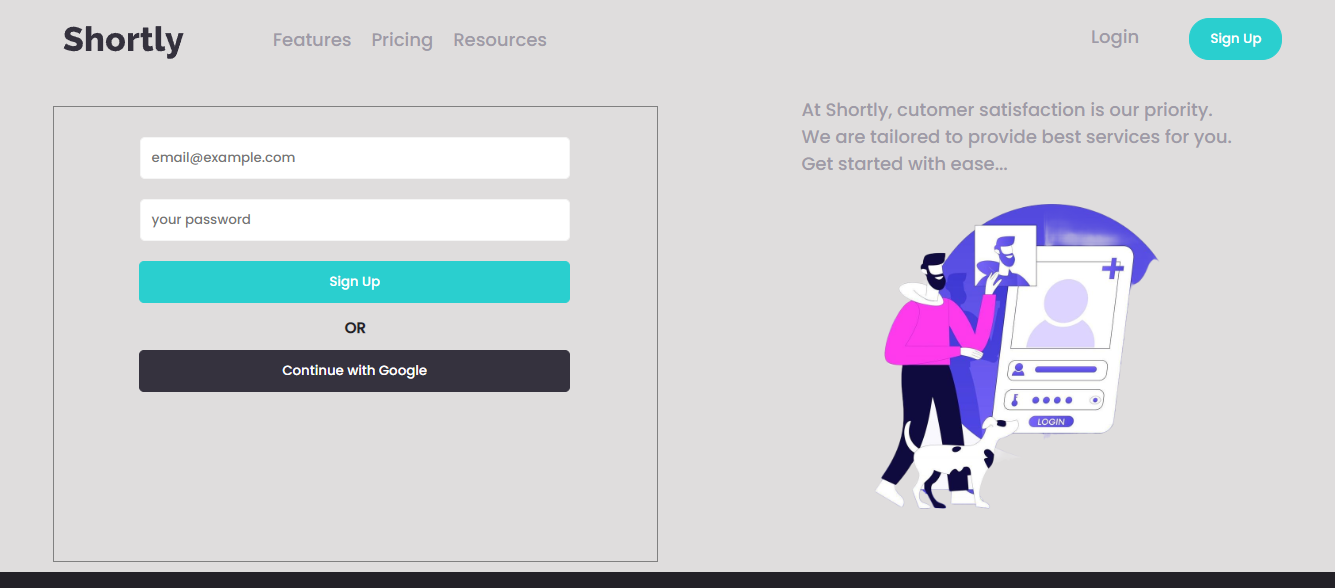 Shortly
Features Pricing Resources
Login
Sign Up
email@example.com
your password
Sign Up
OR
Continue with Google
At Shortly, cutomer satisfaction is our priority.
We are tailored to provide best services for you.
Get started with ease...
LOGIN